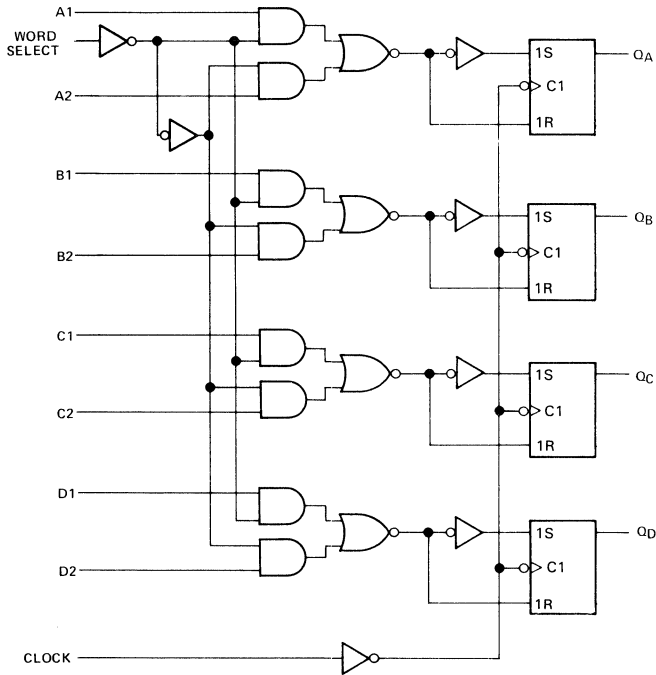 A1
WORD
SELECT
A2
1S
C1
1R
QA
B1
B2
1S
C1
1R
QB
C1
C2
1S
C1
1R
QC
D1
D2
1S
C1
1R
QD
CLOCK